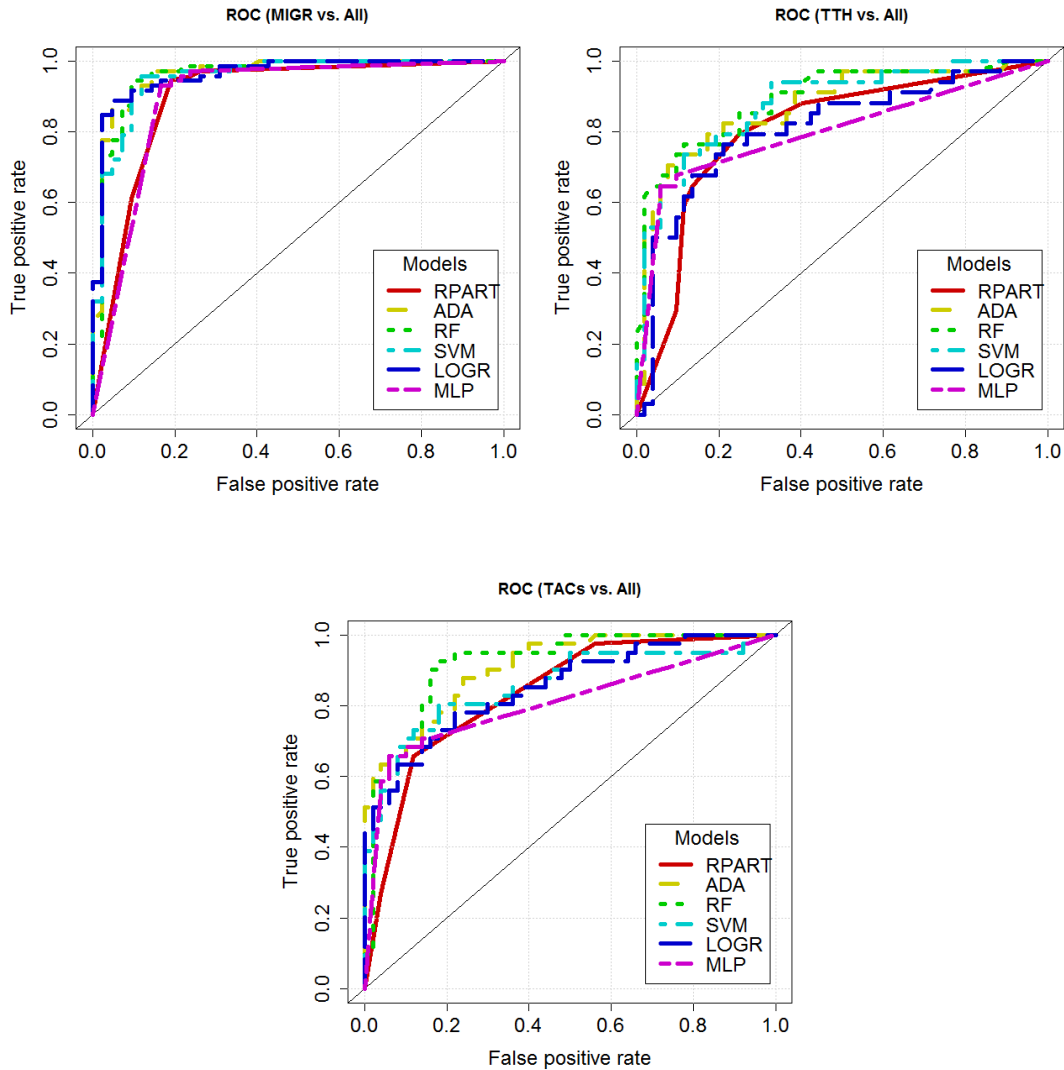 ROC (MIGR vs. All)
True positive rate
1.0
0.8
0.6
0.4
0.2
0.0
Models
RPART
ADA
RF
SVM
LOGR
MLP
0.0 0.2 0.4 0.6 0.8 1.0
False positive rate
ROC (TTH vs. All)
True positive rate
1.0
0.8
0.6
0.4
0.2
0.0
Models
RPART
ADA
RF
SVM
LOGR
MLP
0.0 0.2 0.4 0.6 0.8 1.0
False positive rate
ROC (TACs vs. All)
True positive rate
1.0
0.8
0.6
0.4
0.2
0.0
Models
RPART
ADA
RF
SVM
LOGR
MLP
0.0 0.2 0.4 0.6 0.8 1.0
False positive rate